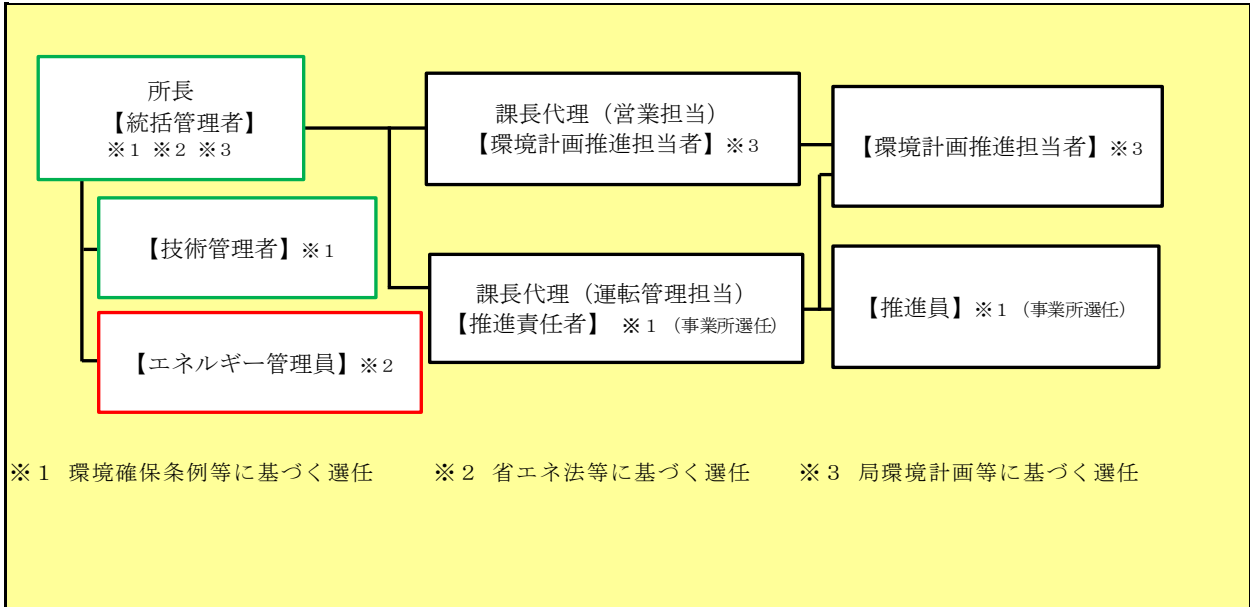 所長
【統括管理者】
※1 ※2 ※3
【技術管理者】※1
【エネルギー管理員】※2
課長代理（営業担当）
【環境計画推進担当者】※3
課長代理（運転管理担当）
【推進責任者】 ※1（事業所選任）
【環境計画推進担当者】※3
【推進員】※1（事業所選任）
※1 環境確保条例等に基づく選任 ※2 省エネ法等に基づく選任 ※3 局環境計画等に基づく選任